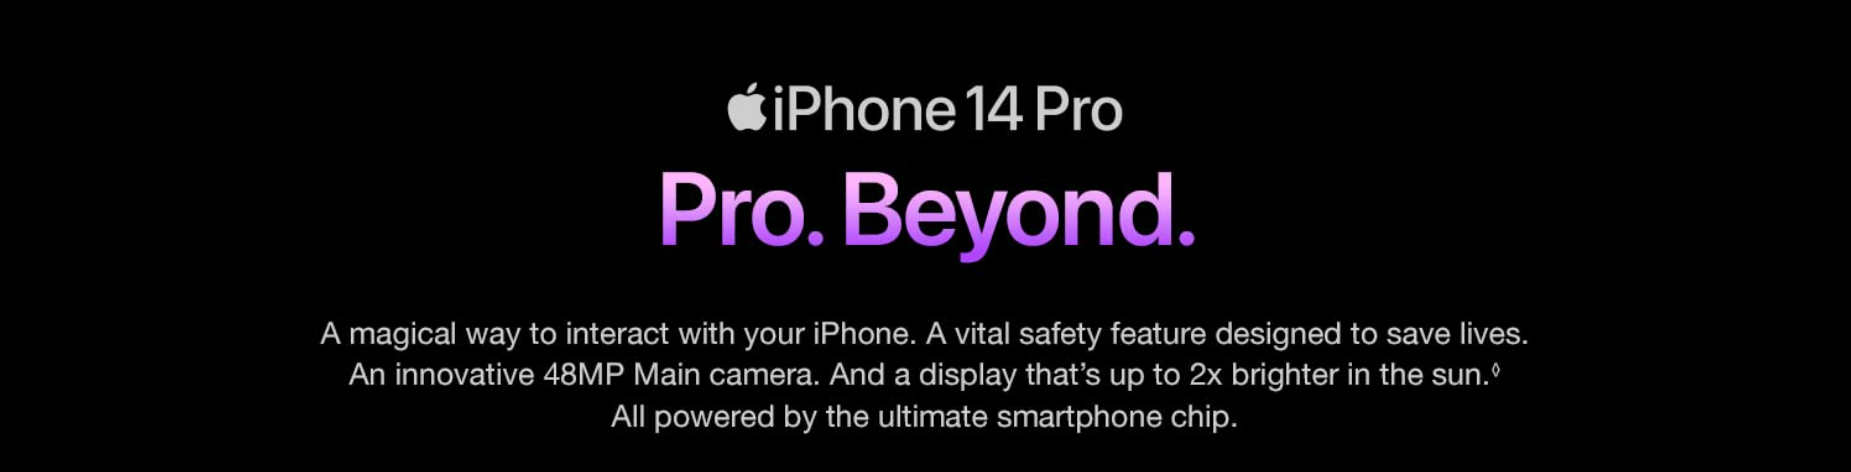 iPhone 14 Pro
Pro. Beyond.
A magical way to interact with your iPhone. A vital safety feature designed to save lives.
An innovative 48MP Main camera. And a display that’s up to 2x brighter in the sun.◊
All powered by the ultimate smartphone chip.